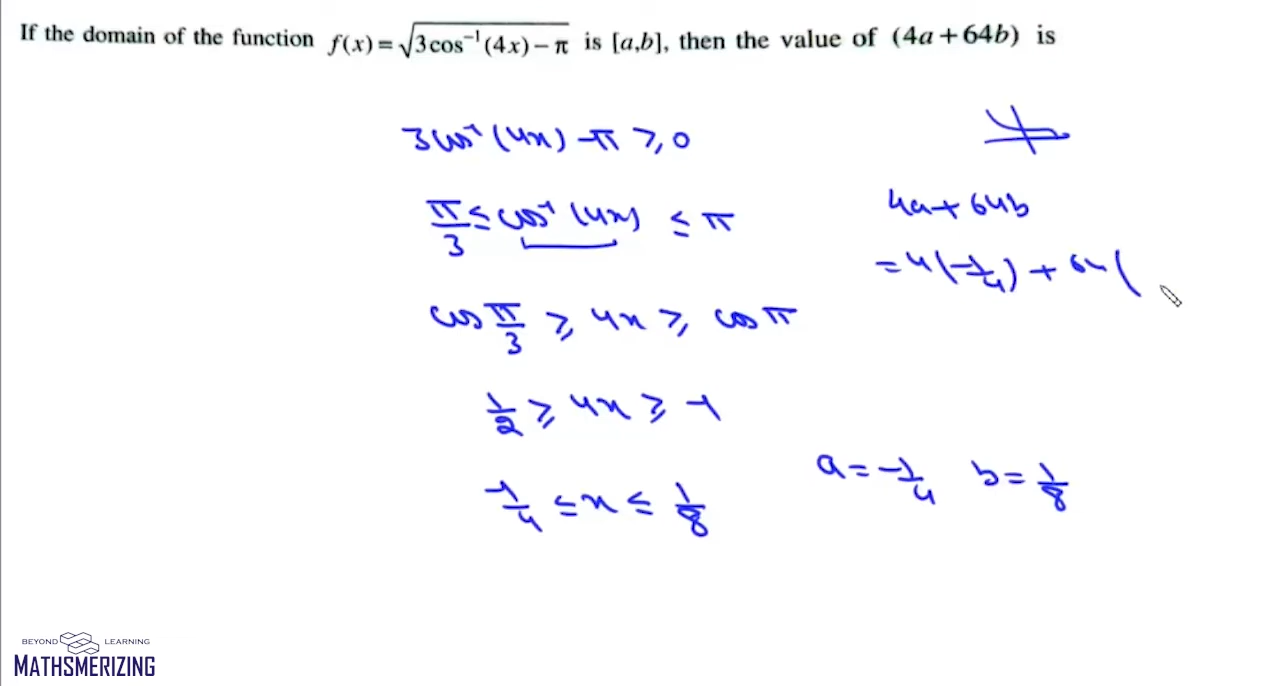 If the domain of the function f(x) = √(3cos⁻¹(4x) − π) is [a,b], then the value of (4a + 64b) is
3cos⁻¹(4x) - π ≥ 0
π/3 ≤ cos⁻¹(4x) ≤ π
cos π/3 ≥ 4x ≥ cos π
1/2 ≥ 4x ≥ -1
-1/4 ≤ x ≤ 1/8
a = -1/4 b = 1/8
4a + 64b
= 4(-1/4) + 64(
BEYOND LEARNING
MATHSMERIZING